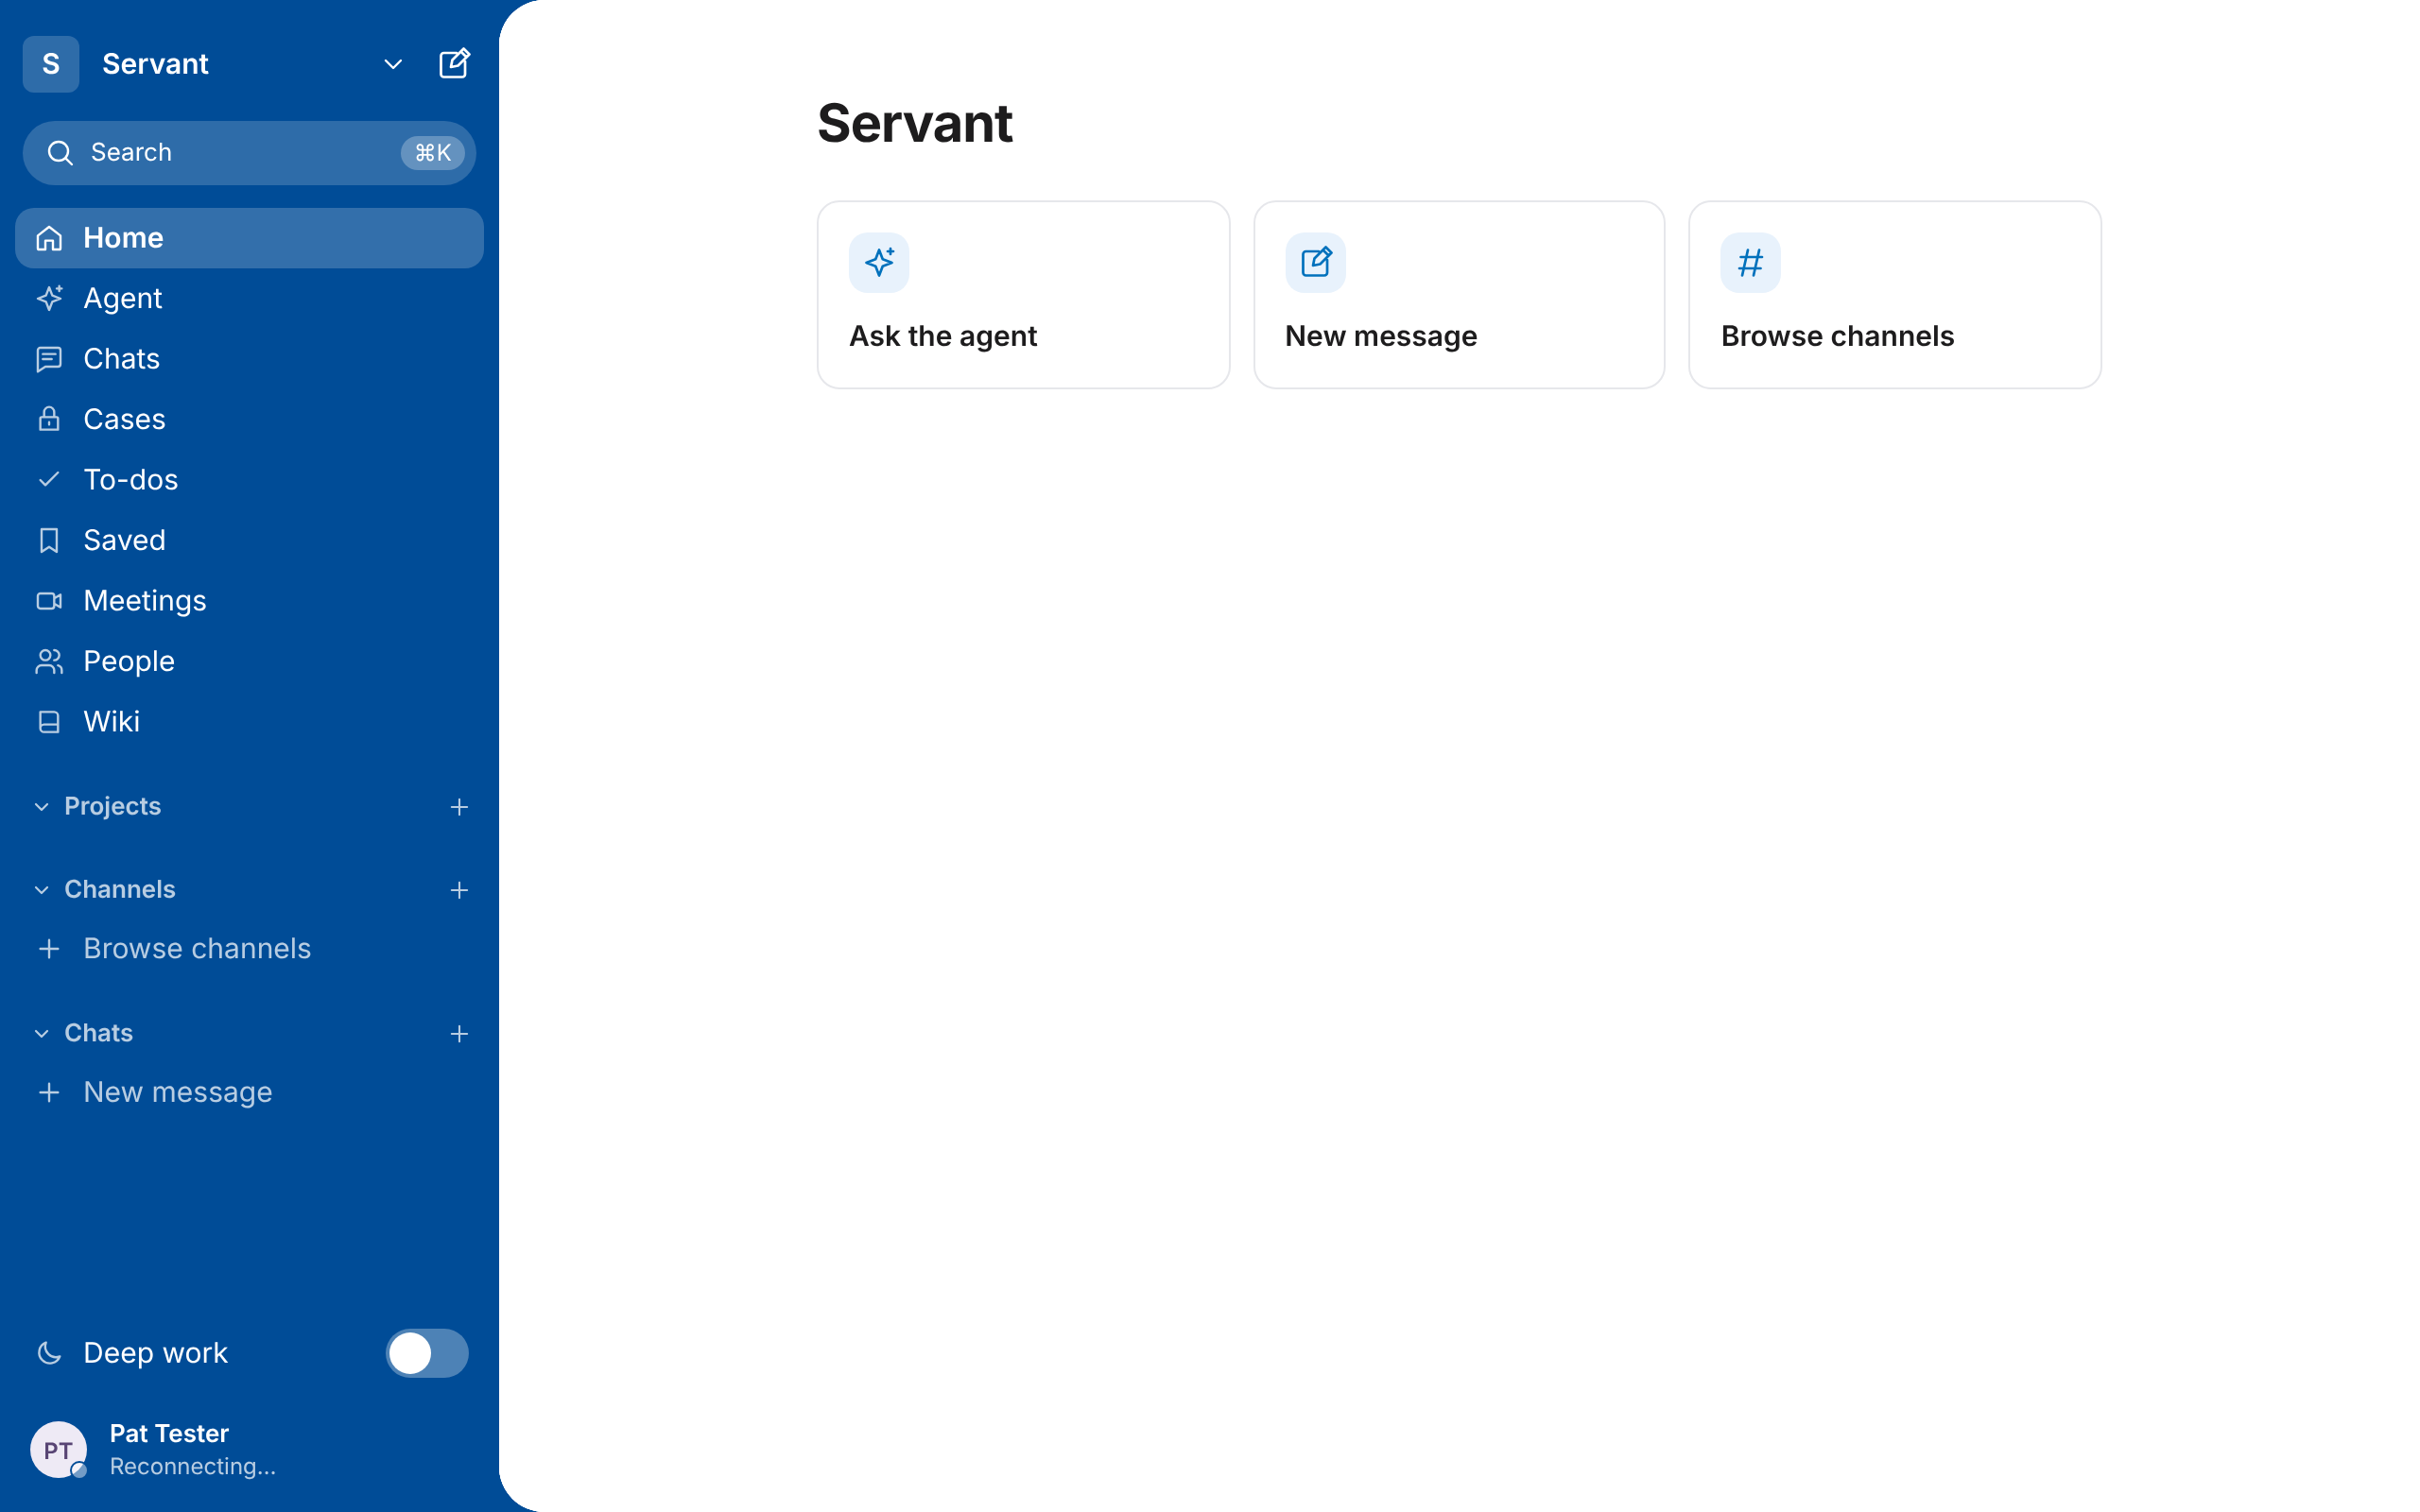 S
Servant
Search
⌘K
Home
Agent
Chats
Cases
To-dos
Saved
Meetings
People
Wiki
Projects
Channels
Browse channels
Chats
New message
Deep work
PT
Pat Tester
Reconnecting...
Servant
Ask the agent
New message
Browse channels